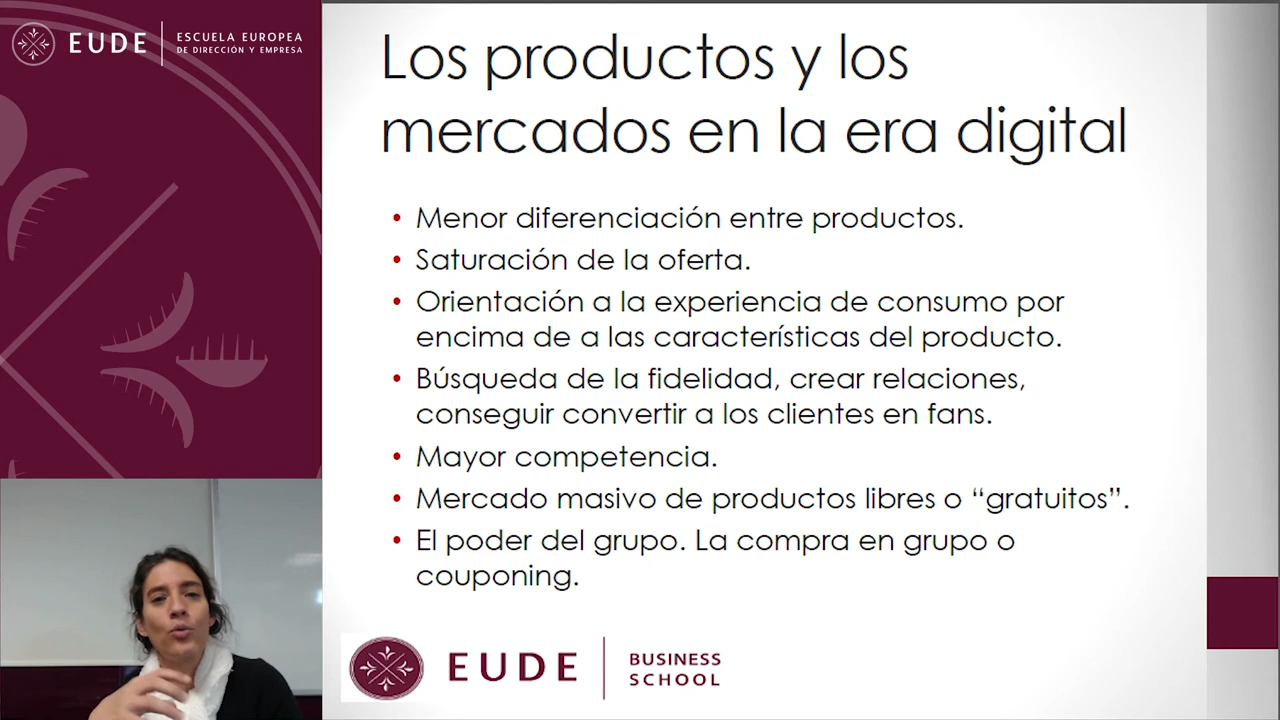 EUDE
ESCUELA EUROPEA
DE DIRECCIÓN Y EMPRESA
Los productos y los
mercados en la era digital
• Menor diferenciación entre productos.
• Saturación de la oferta.
• Orientación a la experiencia de consumo por
encima de a las características del producto.
• Búsqueda de la fidelidad, crear relaciones,
conseguir convertir a los clientes en fans.
• Mayor competencia.
• Mercado masivo de productos libres o “gratuitos”.
• El poder del grupo. La compra en grupo o
couponing.
EUDE
BUSINESS
SCHOOL